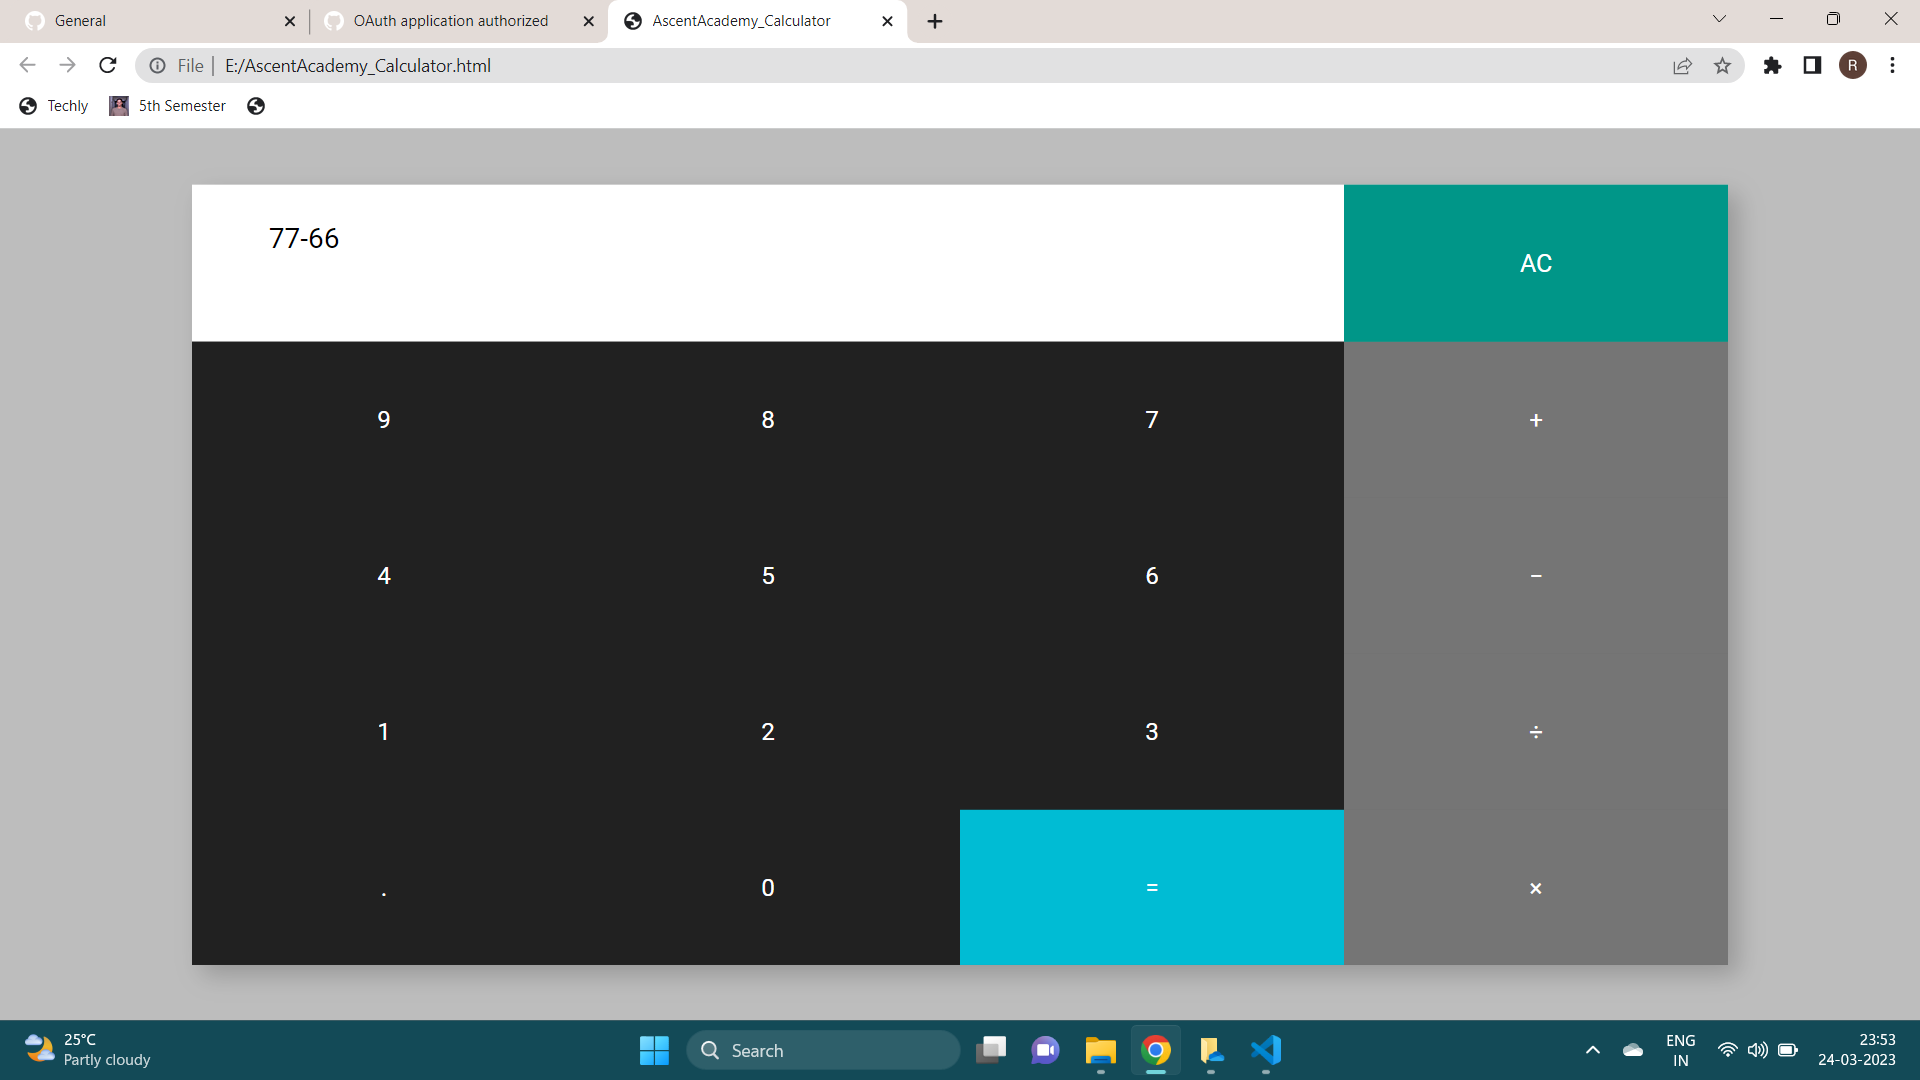 General
OAuth application authorized
AscentAcademy_Calculator
File
E:/AscentAcademy_Calculator.html
R
Techly
5th Semester
77-66
AC
9 8 7 +
4 5 6 −
1 2 3 ÷
. 0 = ×
25°C
Partly cloudy
Search
ENG
IN
23:53
24-03-2023